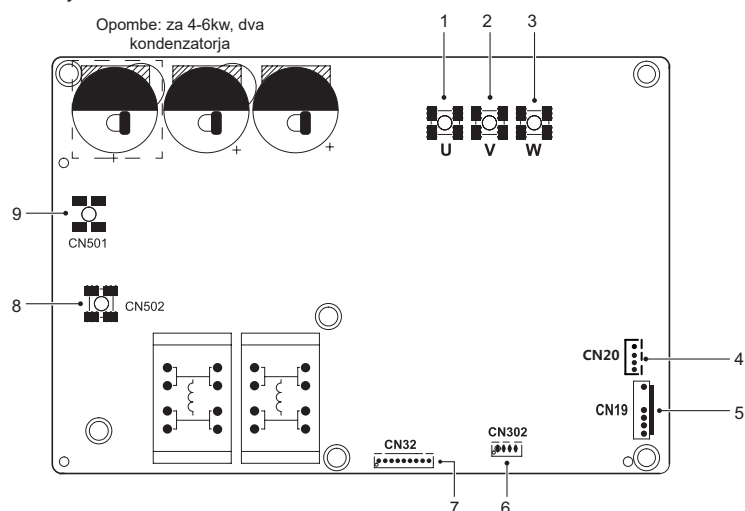 Opombe: za 4-6kw, dva
kondenzatorja
1
2
3
U
V
W
9
CN501
8
CN502
CN20
4
CN19
5
CN32
CN302
7
6